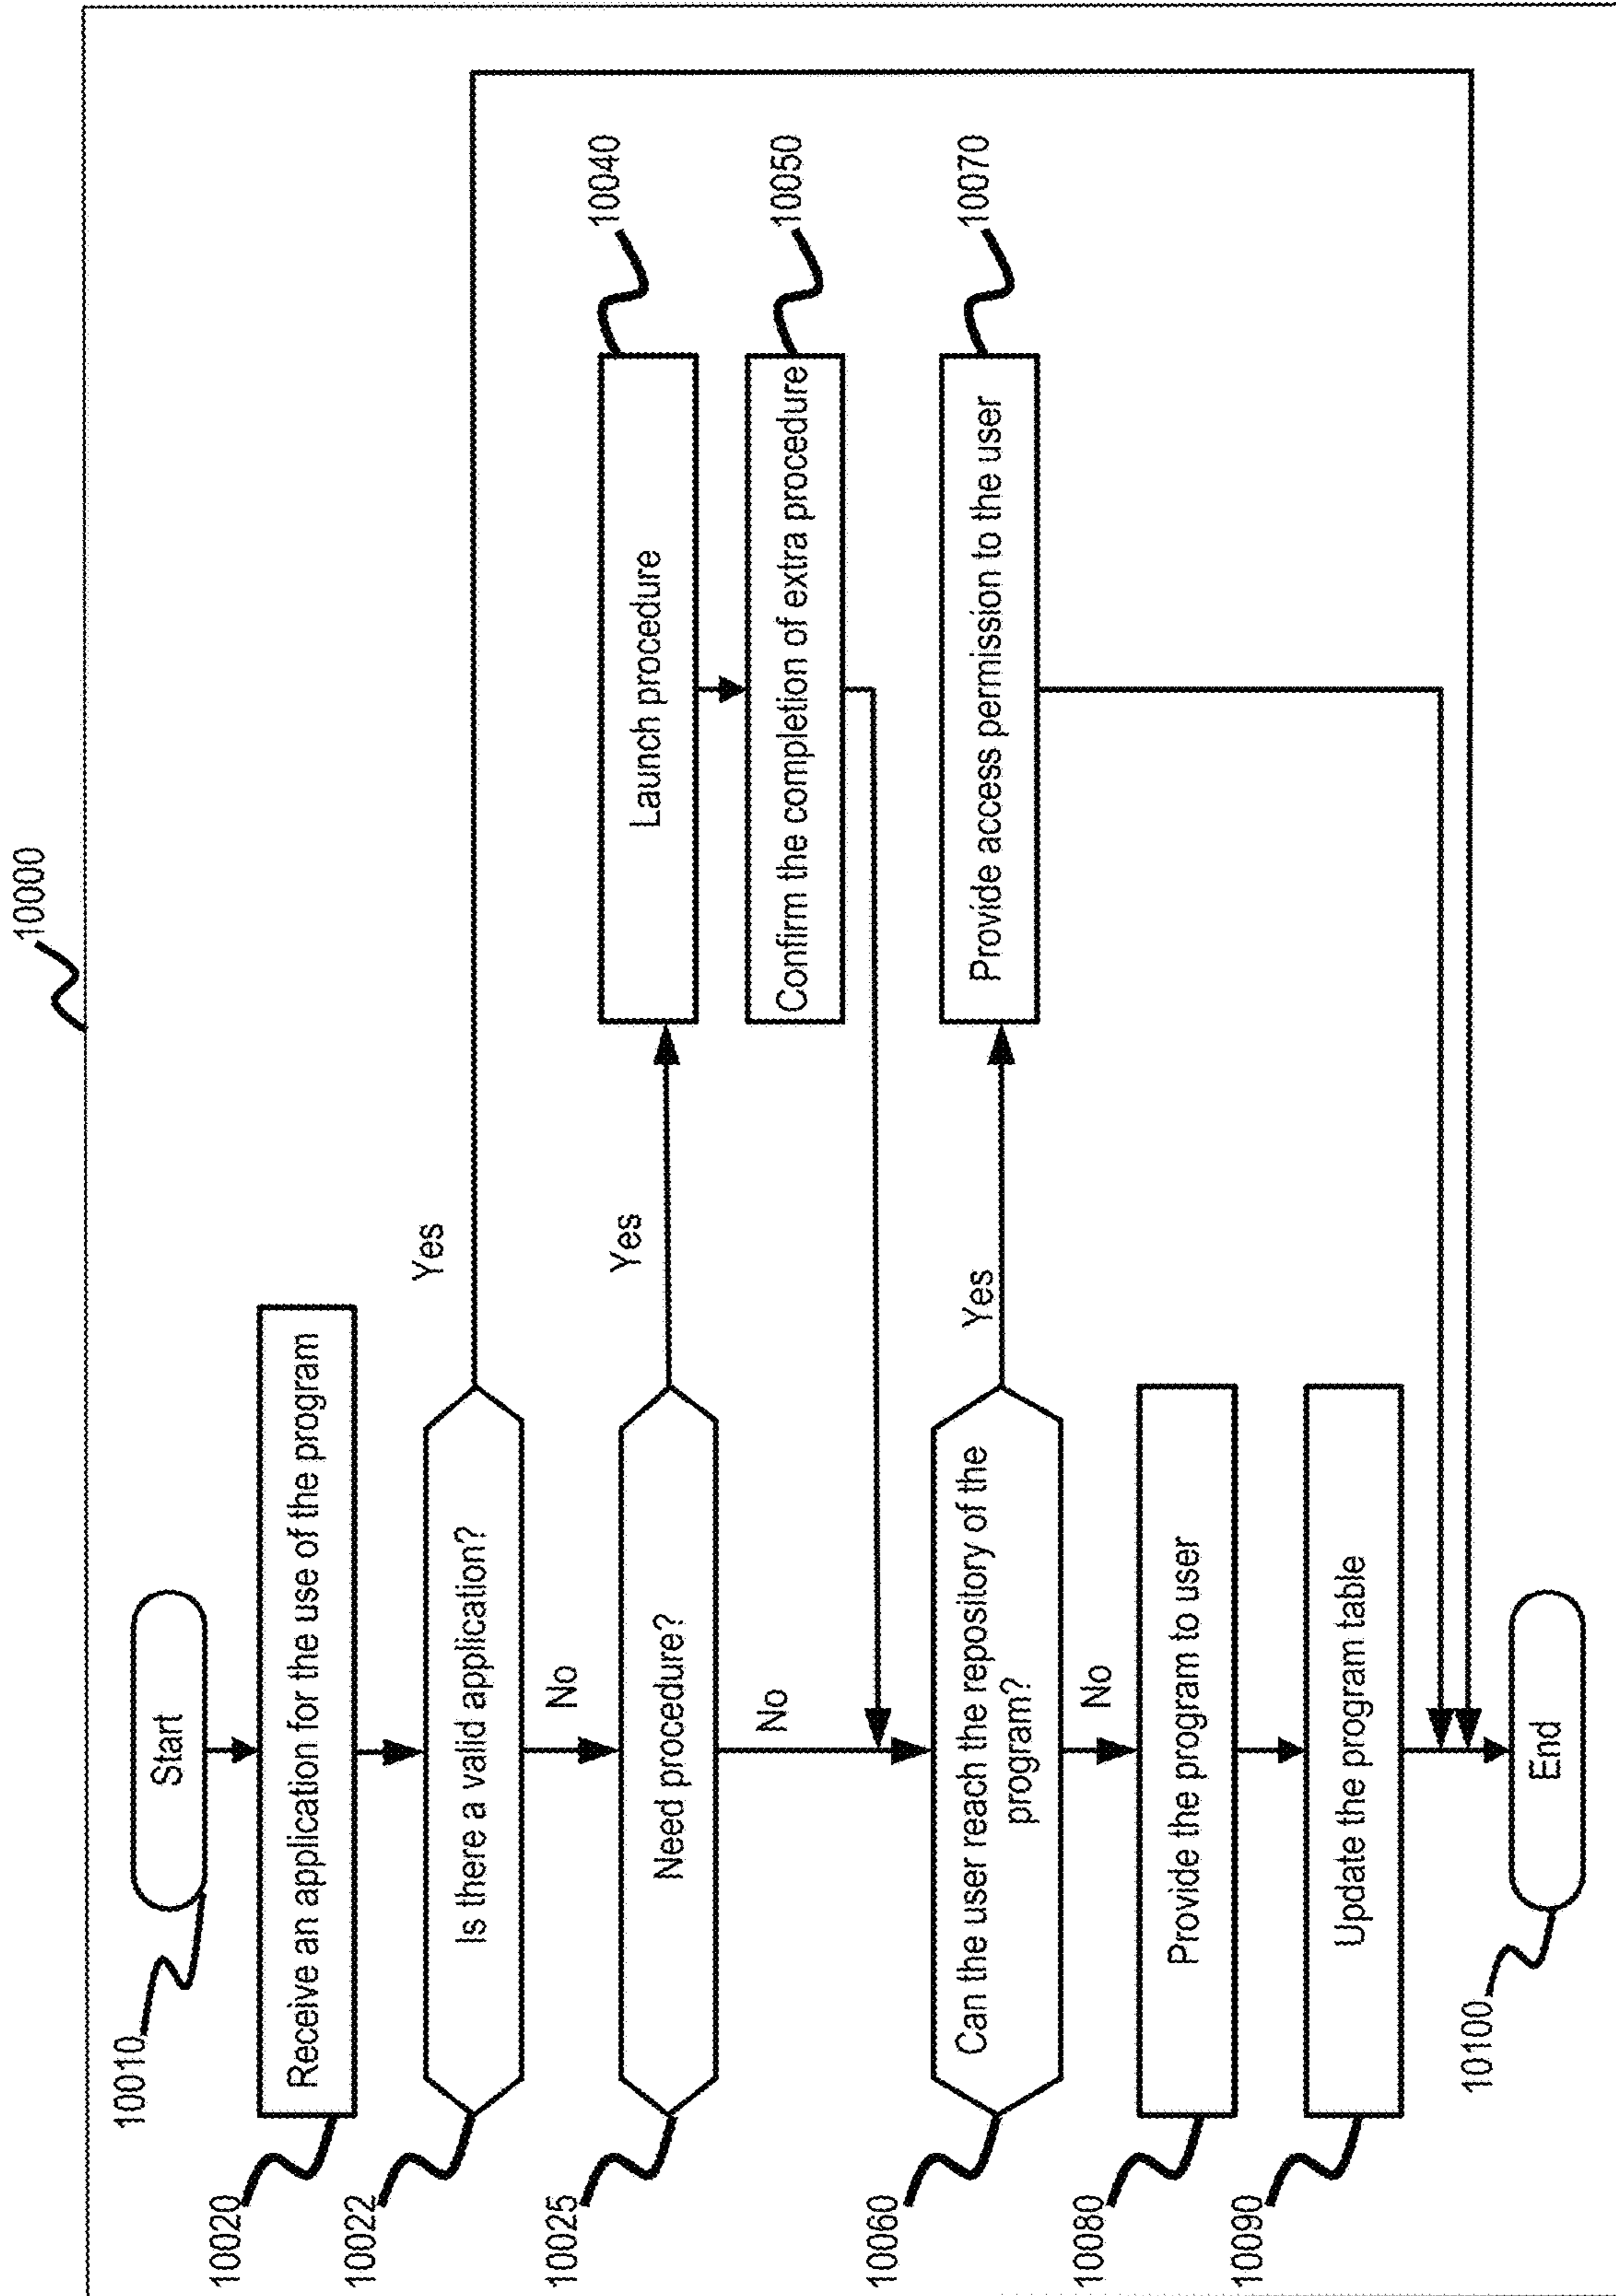 10000
Start
10010
Receive an application for the use of the program
10020
Is there a valid application?
10022
Yes
No
Need procedure?
10025
Yes
No
Launch procedure
10040
Confirm the completion of extra procedure
10050
Can the user reach the repository of the
program?
10060
Yes
No
Provide access permission to the user
10070
Provide the program to user
10080
Update the program table
10090
End
10100